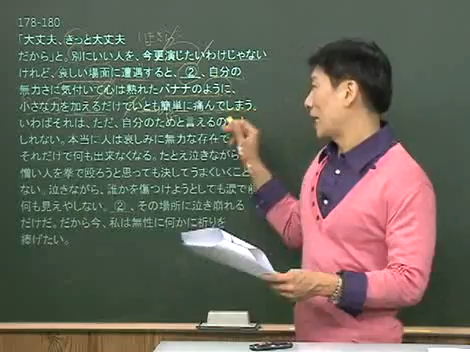 178-180
「大丈夫、きっと大丈夫
だから」と。別にいい人を、今更演じたいわけじゃない
けれど、哀しい場面に遭遇すると、②、自分の
無力さに気付いて心は熟れたバナナのように、
小さな力を加えるだけでいとも簡単に痛んでしまう。
いわばそれは、ただ、自分のためと言えるの
しれない。本当に人は哀しみに無力な存在で
それだけで何も出来なくなる。たとえ泣きながら
憎い人を拳で殴ろうと思っても決してうまくいくこと
ない。泣きながら、誰かを傷つけようとしても涙で前
何も見えやしない。②、その場所に泣き崩れる
だけだ。だから今、私は無性に何かに祈りを
捧げたい。